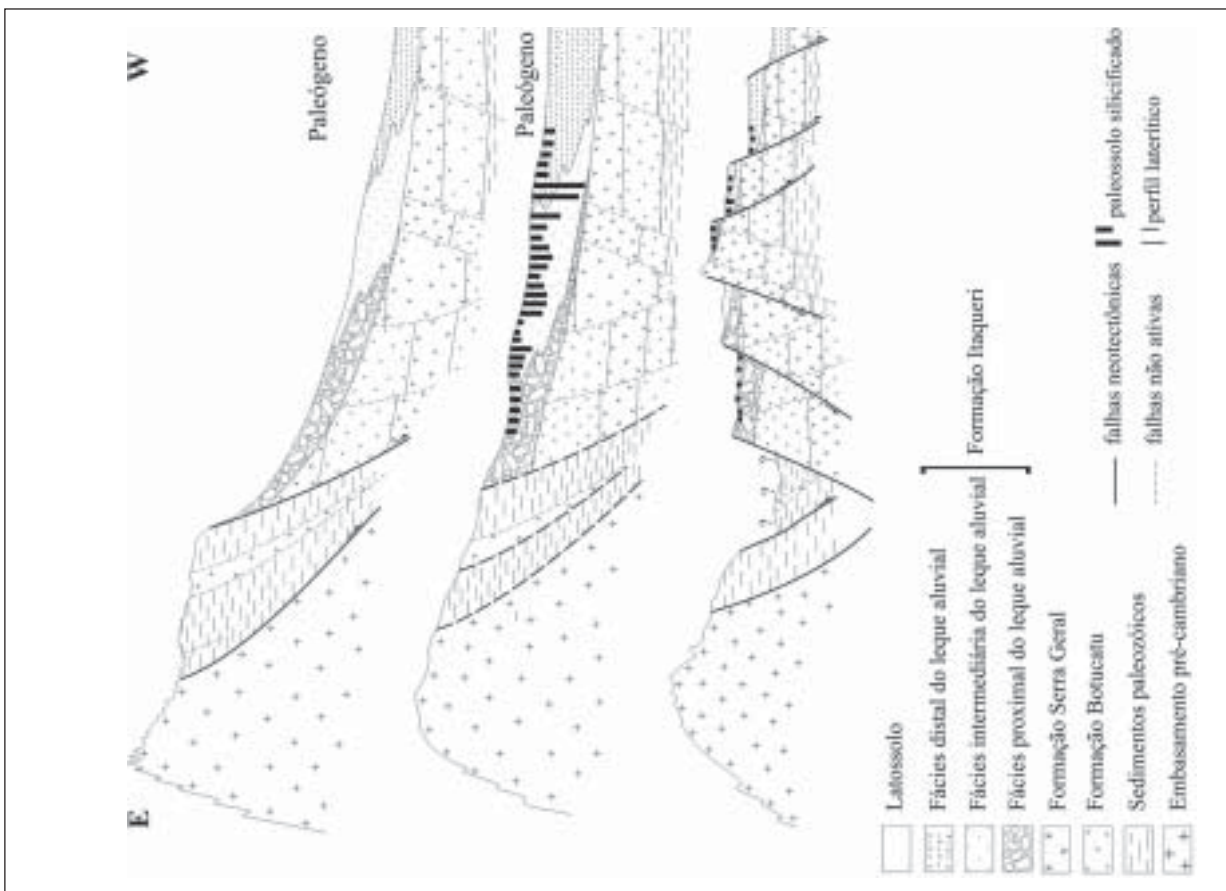 E
W
Paleógeno
Paleógeno
Latossolo
Fácies distal do leque aluvial
Fácies intermediária do leque aluvial
Fácies proximal do leque aluvial
Formação Itaqueri
Formação Serra Geral
Formação Botucatu
Sedimentos paleozóicos
Embasamento pré-cambriano
falhas neotectônicas
falhas não ativas
paleossolo silicificado
perfil laterítico